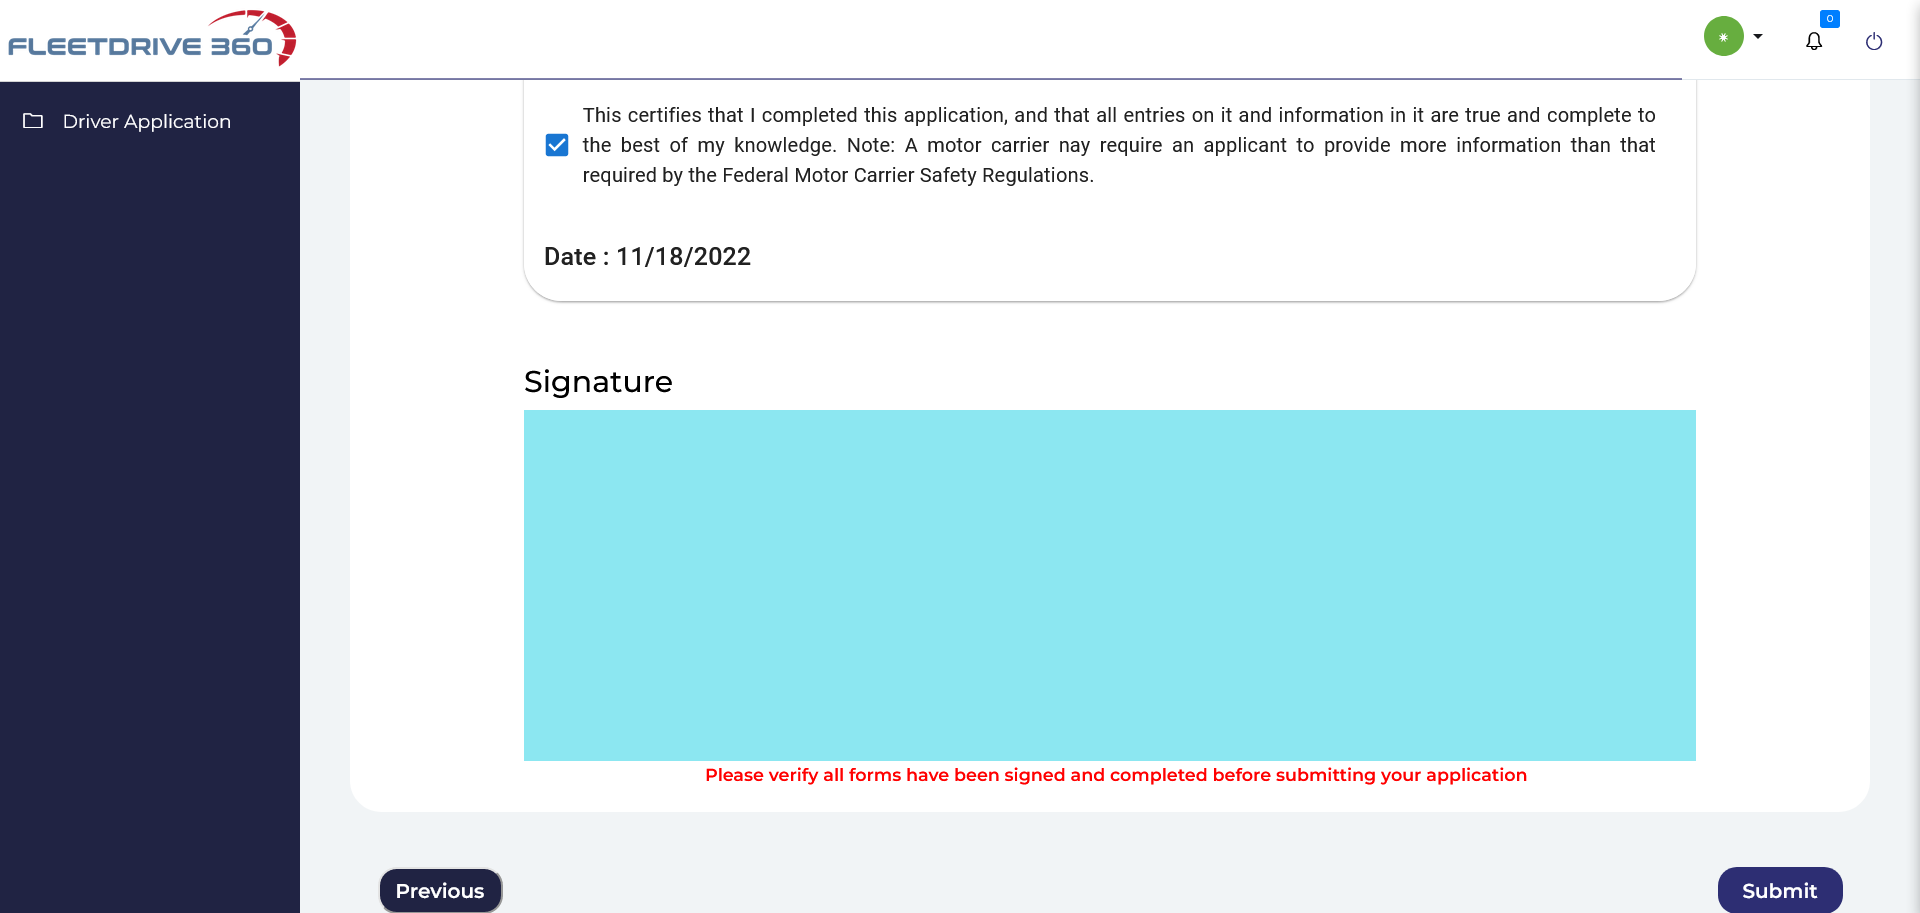 FLEETDRIVE 360
0
Driver Application
This certifies that I completed this application, and that all entries on it and information in it are true and complete to
the best of my knowledge. Note: A motor carrier nay require an applicant to provide more information than that
required by the Federal Motor Carrier Safety Regulations.
Date : 11/18/2022
Signature
Please verify all forms have been signed and completed before submitting your application
Previous
Submit